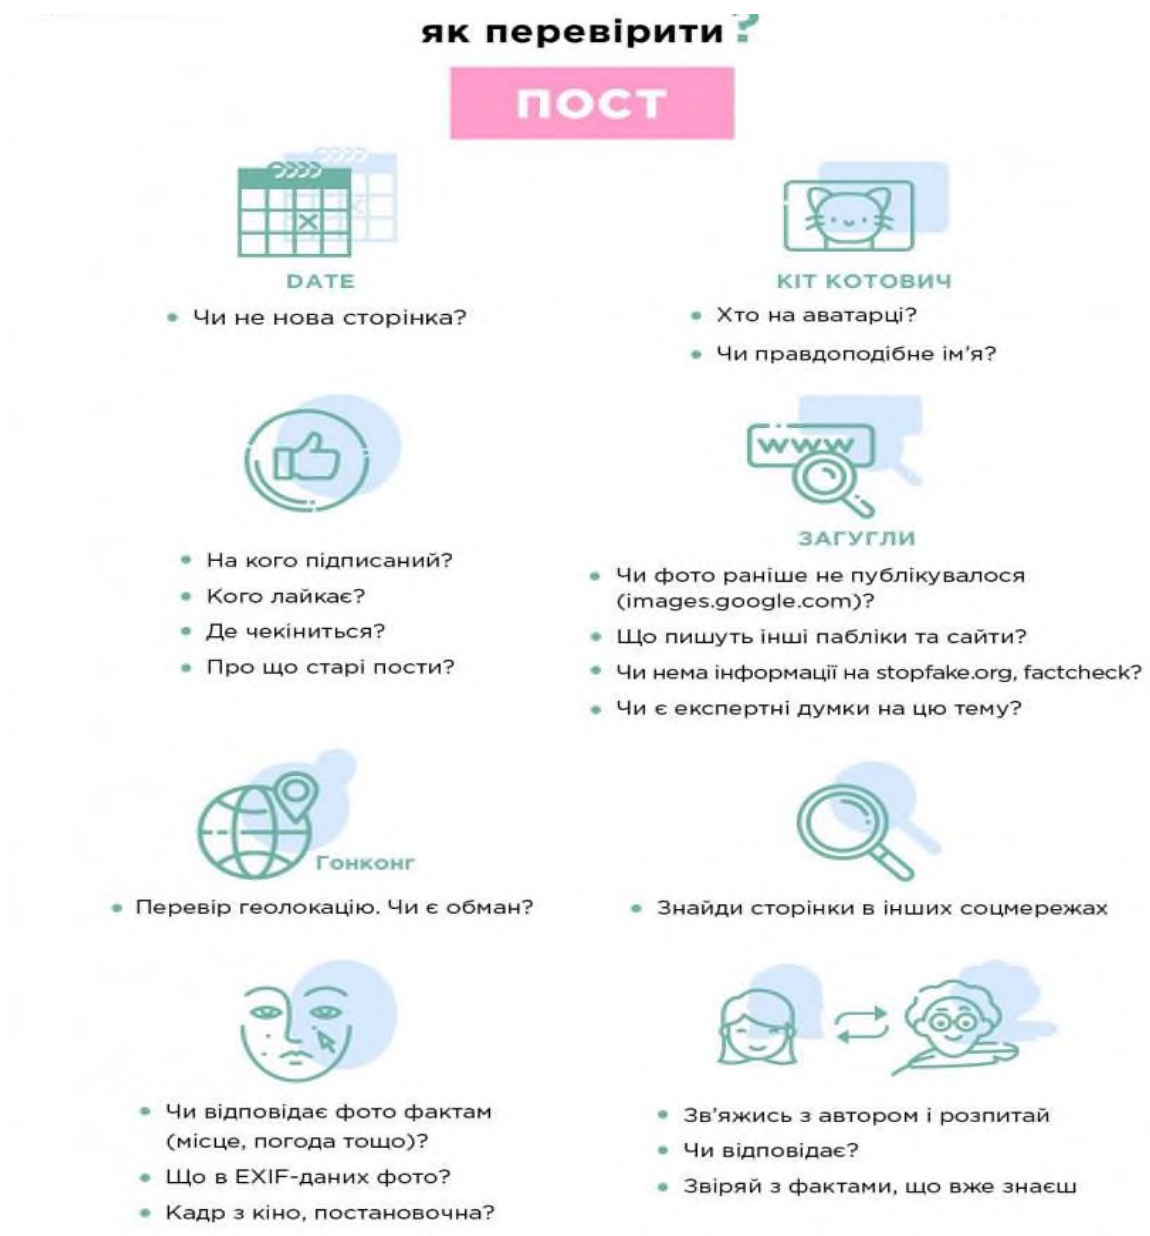 як перевірити?
ПОСТ
DATE
• Чи не нова сторінка?
КІТ КОТОВИЧ
• Хто на аватарці?
• Чи правдоподібне ім'я?
• На кого підписаний?
• Кого лайкає?
• Де чекіниться?
• Про що старі пости?
www
ЗАГУГЛИ
• Чи фото раніше не публікувалося
(images.google.com)?
• Що пишуть інші пабліки та сайти?
• Чи нема інформації на stopfake.org, factcheck?
• Чи є експертні думки на цю тему?
Гонконг
• Перевір геолокацію. Чи є обман?
• Знайди сторінки в інших соцмережах
• Чи відповідає фото фактам
(місце, погода тощо)?
• Що в EXIF-даних фото?
• Кадр з кіно, постановочна?
• Зв'яжись з автором і розпитай
• Чи відповідає?
• Звіряй з фактами, що вже знаєш